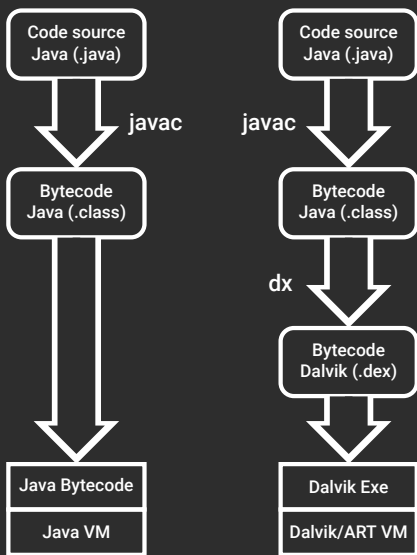 Code source
Java (.java)
javac
Bytecode
Java (.class)
Java Bytecode
Java VM
Code source
Java (.java)
javac
Bytecode
Java (.class)
dx
Bytecode
Dalvik (.dex)
Dalvik Exe
Dalvik/ART VM